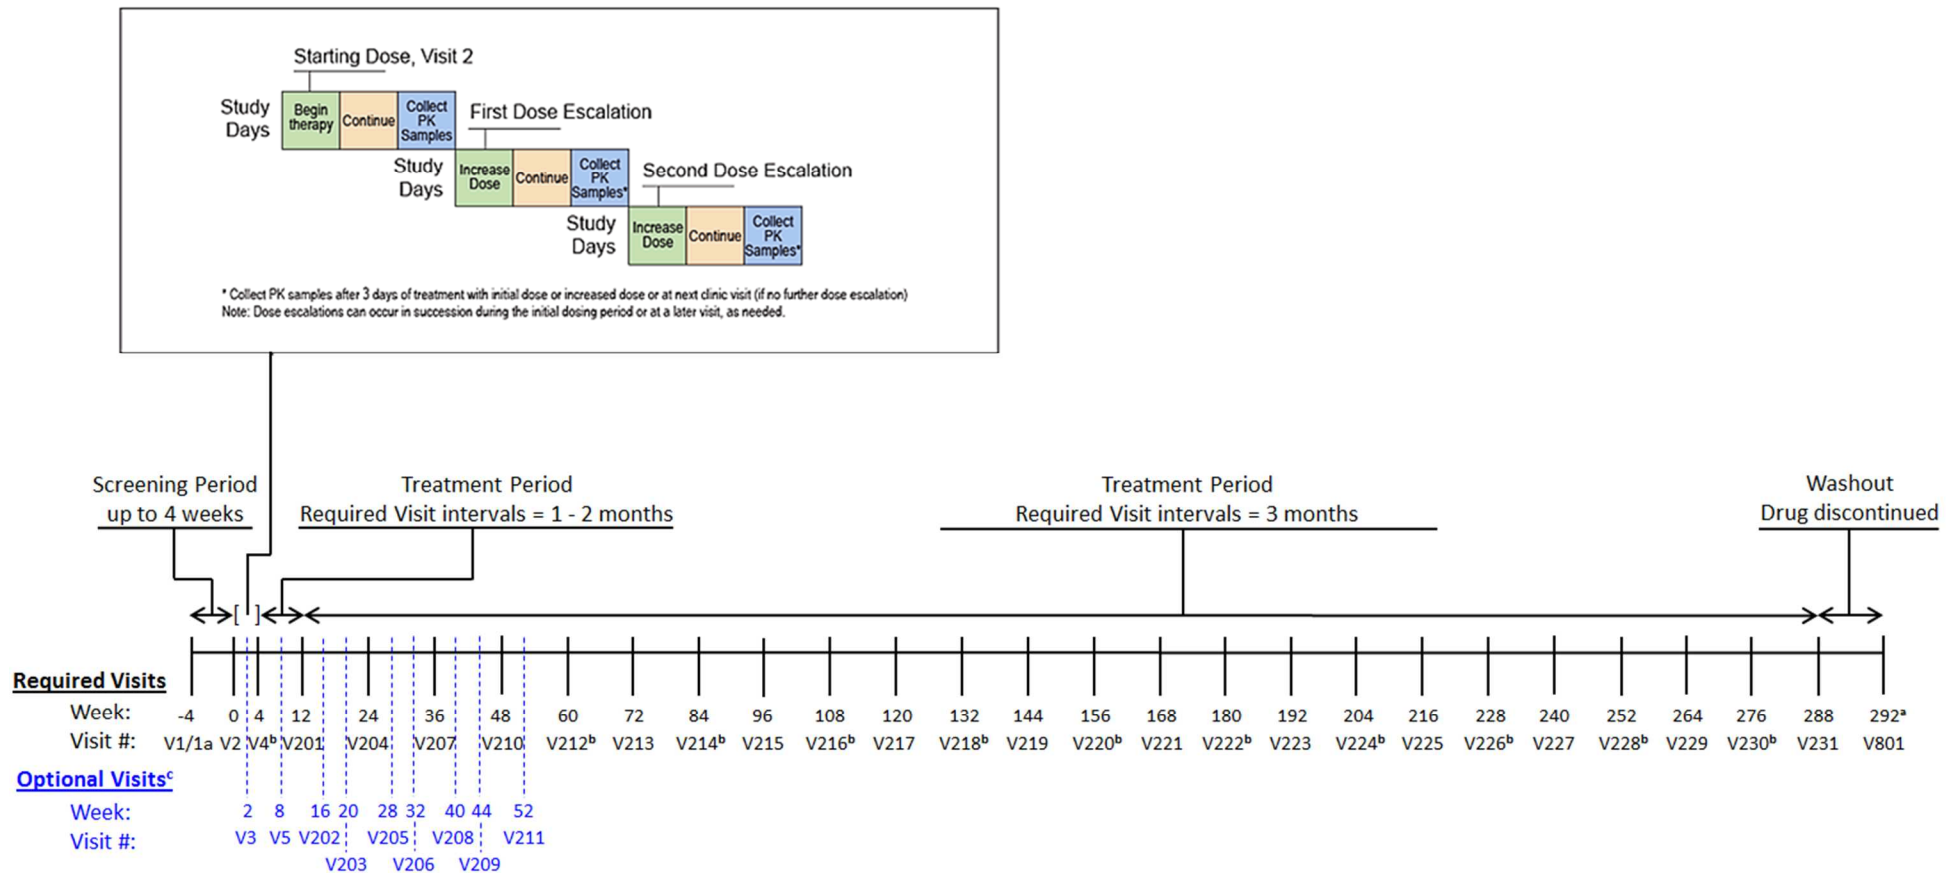 Starting Dose, Visit 2
Study Days
Begin therapy
Continue
Collect PK Samples
First Dose Escalation
Study Days
Increase Dose
Continue
Collect PK Samples*
Second Dose Escalation
Study Days
Increase Dose
Continue
Collect PK Samples*
* Collect PK samples after 3 days of treatment with initial dose or increased dose or at next clinic visit (if no further dose escalation)
Note: Dose escalations can occur in succession during the initial dosing period or at a later visit, as needed.
Screening Period
up to 4 weeks
Treatment Period
Required Visit intervals = 1 - 2 months
Treatment Period
Required Visit intervals = 3 months
Washout
Drug discontinued
[ ]
Required Visits
Week: -4 0 4 12 24 36 48 60 72 84 96 108 120 132 144 156 168 180 192 204 216 228 240 252 264 276 288 292ᵃ
Visit #: V1/1a V2 V4ᵇ V201 V204 V207 V210 V212ᵇ V213 V214ᵇ V215 V216ᵇ V217 V218ᵇ V219 V220ᵇ V221 V222ᵇ V223 V224ᵇ V225 V226ᵇ V227 V228ᵇ V229 V230ᵇ V231 V801
Optional Visitsᶜ
Week: 2 8 16 20 28 32 40 44 52
Visit #: V3 V5 V202 V205 V208 V211
V203 V206 V209